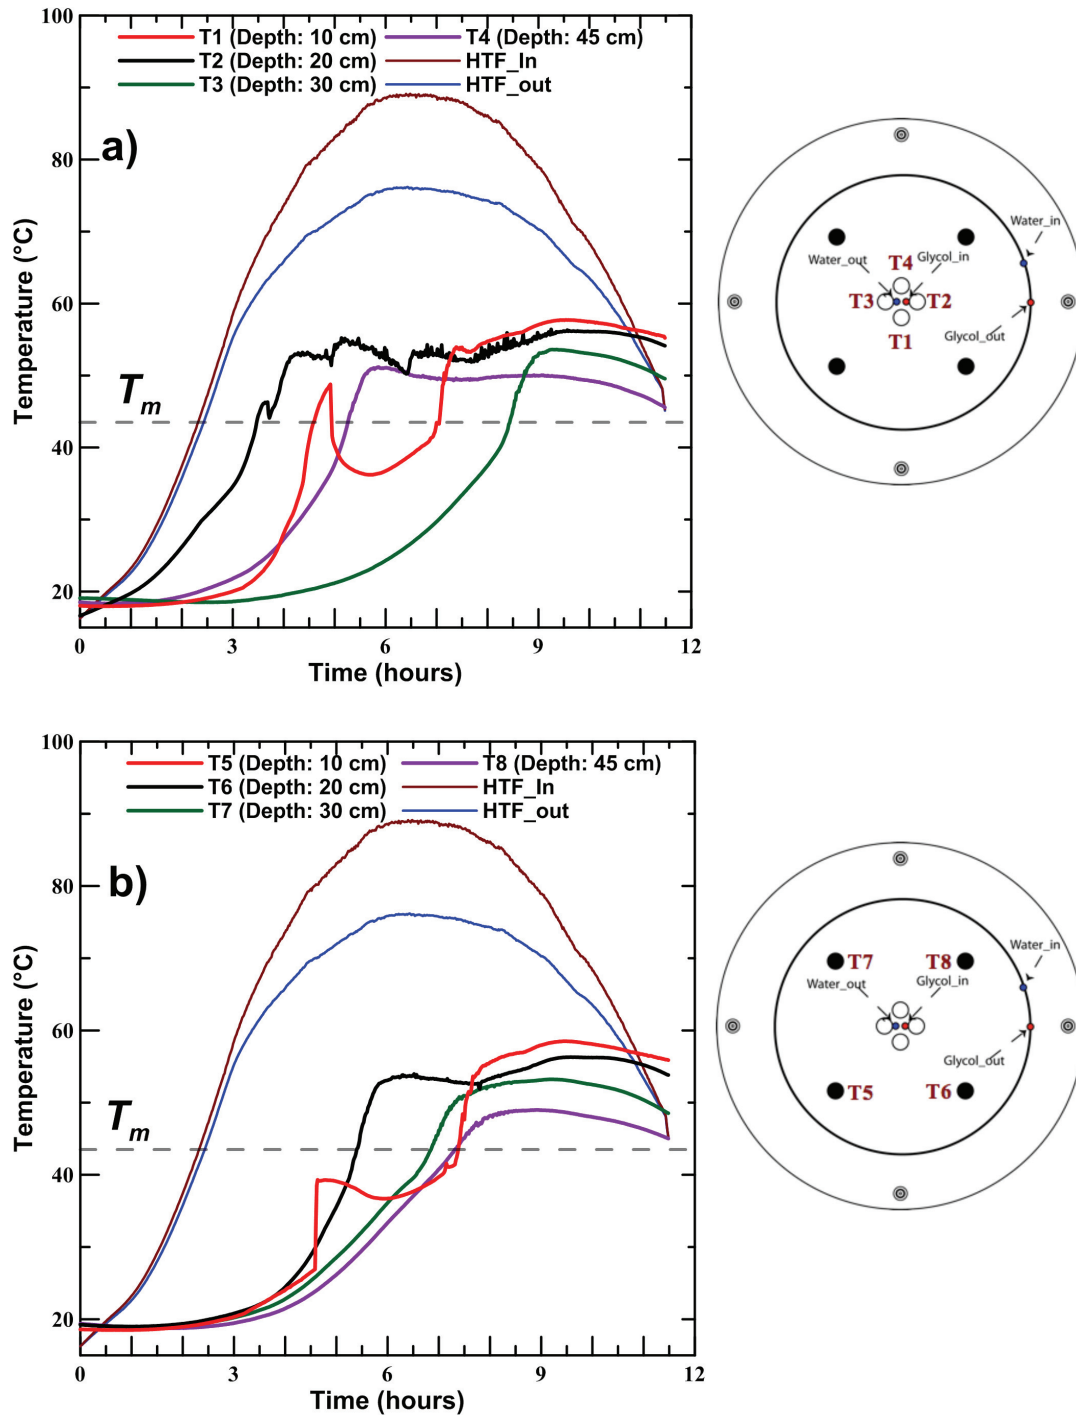 100
T1 (Depth: 10 cm) T4 (Depth: 45 cm)
T2 (Depth: 20 cm) HTF_In
T3 (Depth: 30 cm) HTF_out
a)
80
60
40
20
Temperature (°C)
Tm
0 3 6 9 12
Time (hours)
Water_in
Water_out T4 Glycol_in
T3 T2
T1
Glycol_out
100
T5 (Depth: 10 cm) T8 (Depth: 45 cm)
T6 (Depth: 20 cm) HTF_In
T7 (Depth: 30 cm) HTF_out
b)
80
60
40
20
Temperature (°C)
Tm
0 3 6 9 12
Time (hours)
Water_in
T7 T8
Water_out Glycol_in
Glycol_out
T5 T6